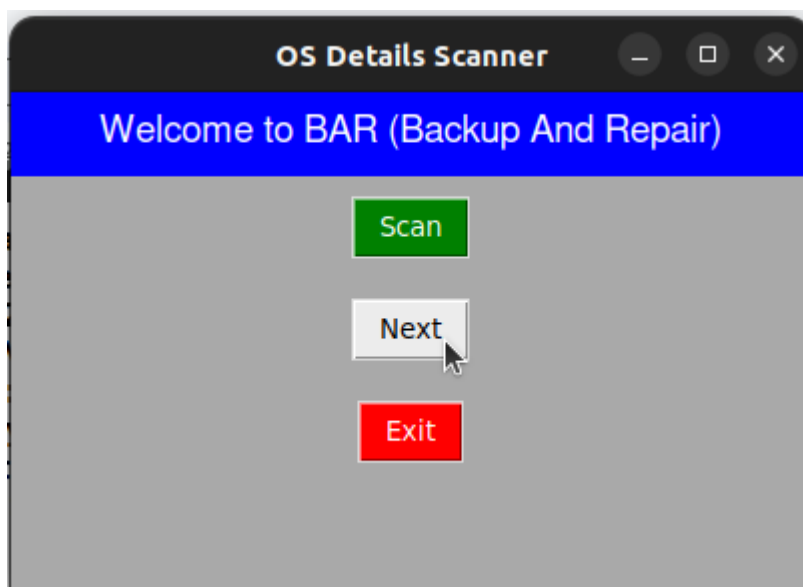 OS Details Scanner
Welcome to BAR (Backup And Repair)
Scan
Next
Exit